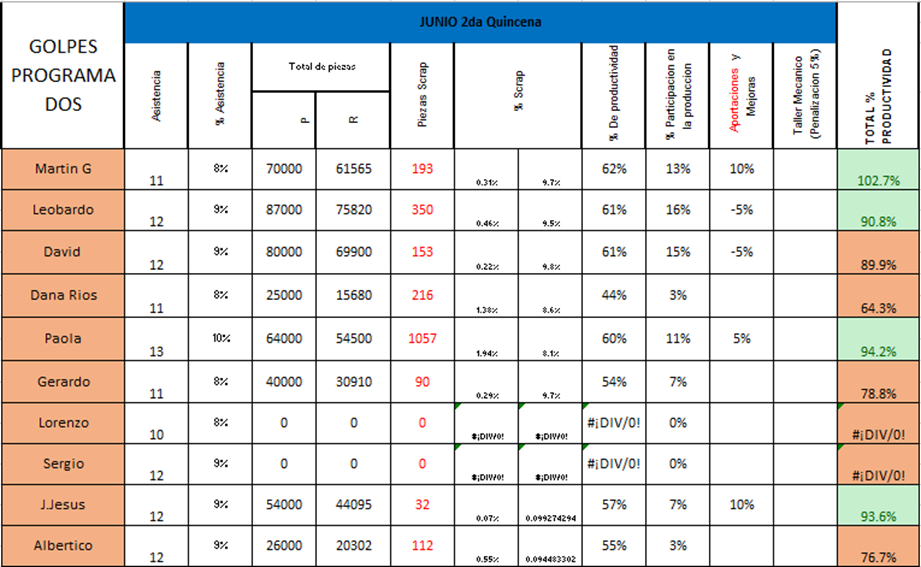 JUNIO 2da Quincena
GOLPES
PROGRAMA
DOS
Asistencia
% Asistencia
Total de piezas
P
R
Piezas Scrap
% Scrap
% De productividad
% Participacion en
la produccion
Aportaciones y
Mejoras
Taller Mecanico
(Penalizacion 5%)
TOTAL %
PRODUCTIVIDAD
Martin G 11 8% 70000 61565 193 0.31% 9.7% 62% 13% 10% 102.7%
Leobardo 12 9% 87000 75820 350 0.46% 9.5% 61% 16% -5% 90.8%
David 12 9% 80000 69900 153 0.22% 9.8% 61% 15% -5% 89.9%
Dana Rios 11 8% 25000 15680 216 1.38% 8.6% 44% 3% 64.3%
Paola 13 10% 64000 54500 1057 1.94% 8.1% 60% 11% 5% 94.2%
Gerardo 11 8% 40000 30910 90 0.29% 9.7% 54% 7% 78.8%
Lorenzo 10 8% 0 0 0 #¡DIV/0! #¡DIV/0! #¡DIV/0! 0% #¡DIV/0!
Sergio 12 9% 0 0 0 #¡DIV/0! #¡DIV/0! #¡DIV/0! 0% #¡DIV/0!
J.Jesus 12 9% 54000 44095 32 0.07% 0.099274294 57% 7% 10% 93.6%
Albertico 12 9% 26000 20302 112 0.55% 0.094483302 55% 3% 76.7%